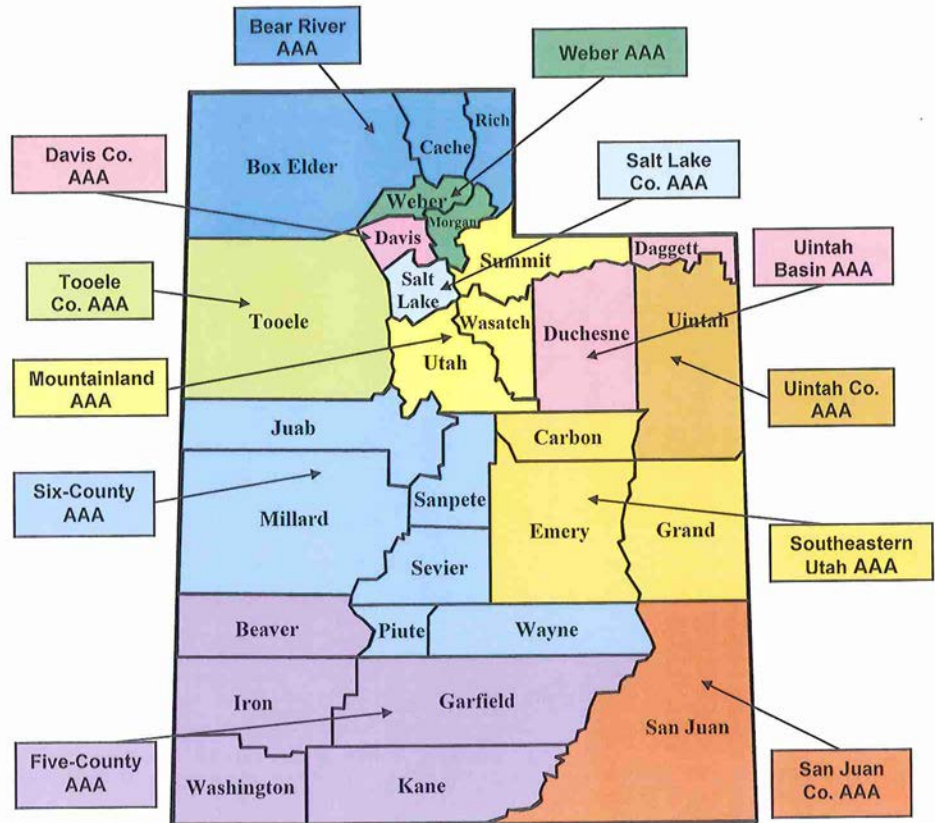 Bear River
AAA
Weber AAA
Davis Co.
AAA
Salt Lake
Co. AAA
Rich
Cache
Box Elder
Weber
Morgan
Davis
Summit
Daggett
Uintah
Basin AAA
Tooele
Co. AAA
Salt
Lake
Tooele
Wasatch
Duchesne
Uintah
Utah
Mountainland
AAA
Uintah Co.
AAA
Juab
Carbon
Six-County
AAA
Sanpete
Millard
Emery
Grand
Southeastern
Utah AAA
Sevier
Beaver
Piute
Wayne
Iron
Garfield
San Juan
Five-County
AAA
Washington
Kane
San Juan
Co. AAA